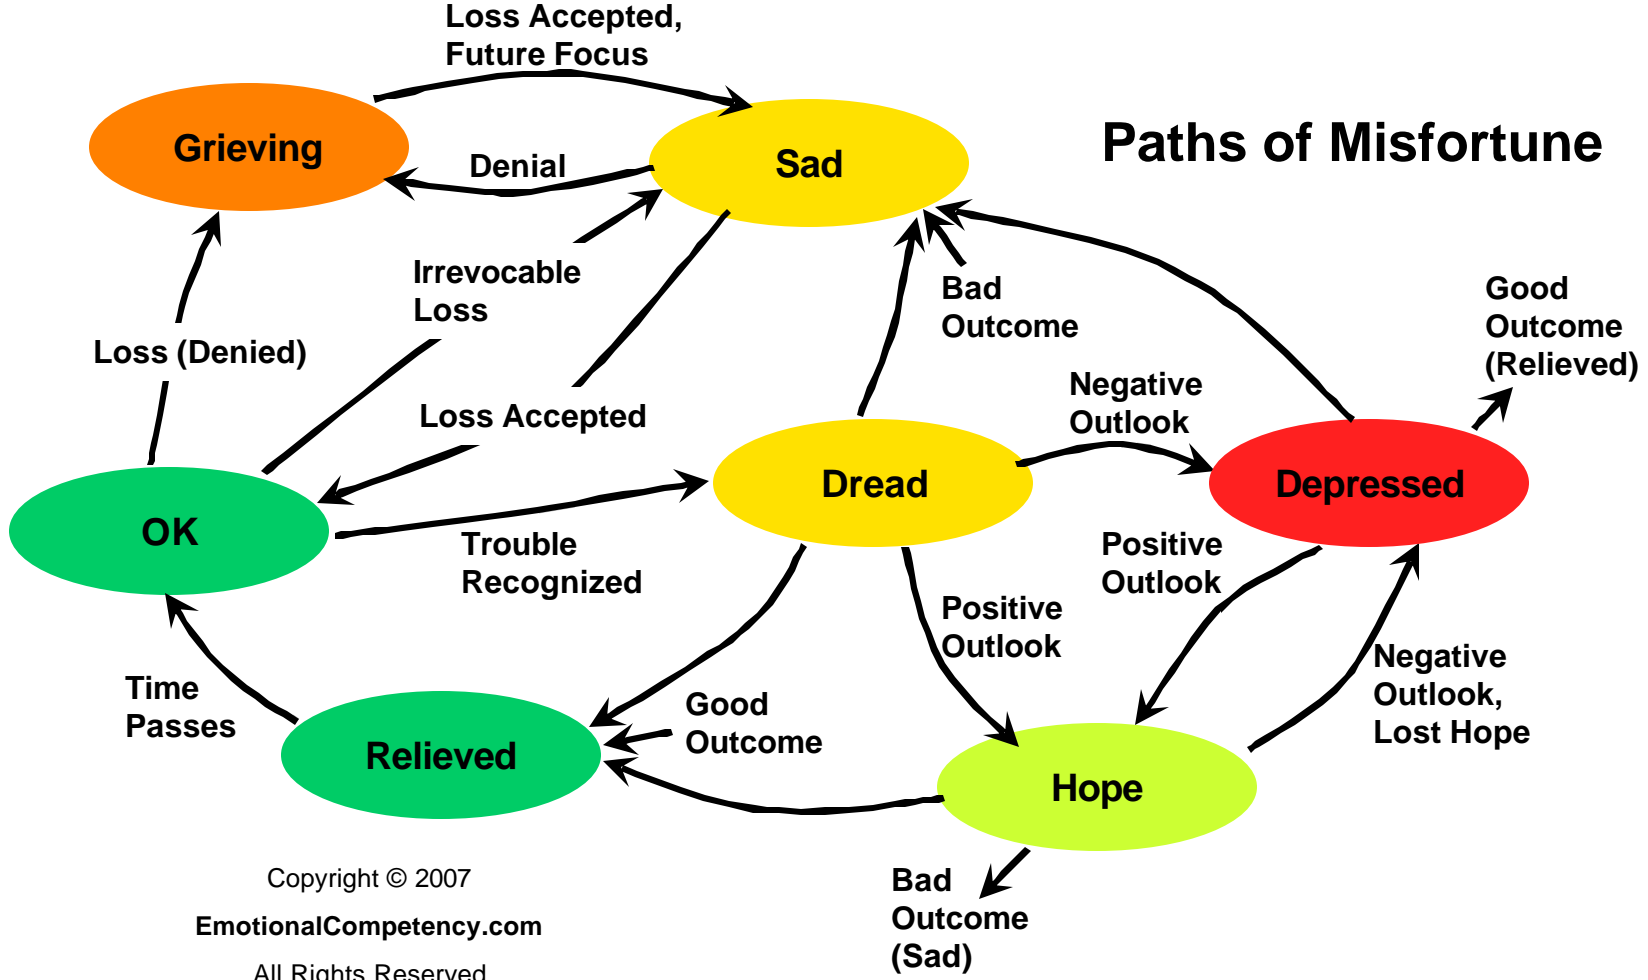 Loss Accepted,
Future Focus
Grieving
Denial
Sad
Paths of Misfortune
Irrevocable
Loss
Bad
Outcome
Good
Outcome
(Relieved)
Loss (Denied)
Loss Accepted
Negative
Outlook
OK
Dread
Depressed
Trouble
Recognized
Positive
Outlook
Positive
Outlook
Time
Passes
Good
Outcome
Negative
Outlook,
Lost Hope
Relieved
Hope
Bad
Outcome
(Sad)
Copyright © 2007
EmotionalCompetency.com
All Rights Reserved